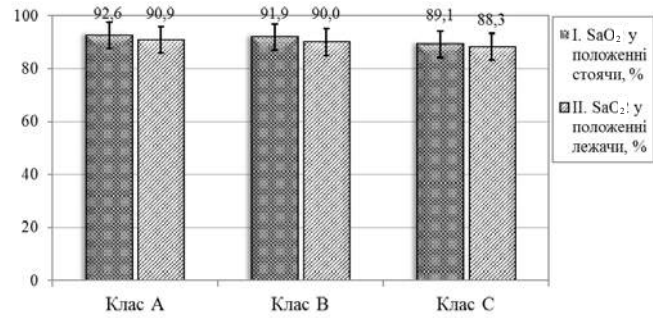 100
92,6 90,9 91,9 90,0 89,1 88,3
80
60
40
20
0
Клас А Клас В Клас С
I. SaO₂ у
положенні
стоячи, %
II. SaC₂ у
положенні
лежачи, %